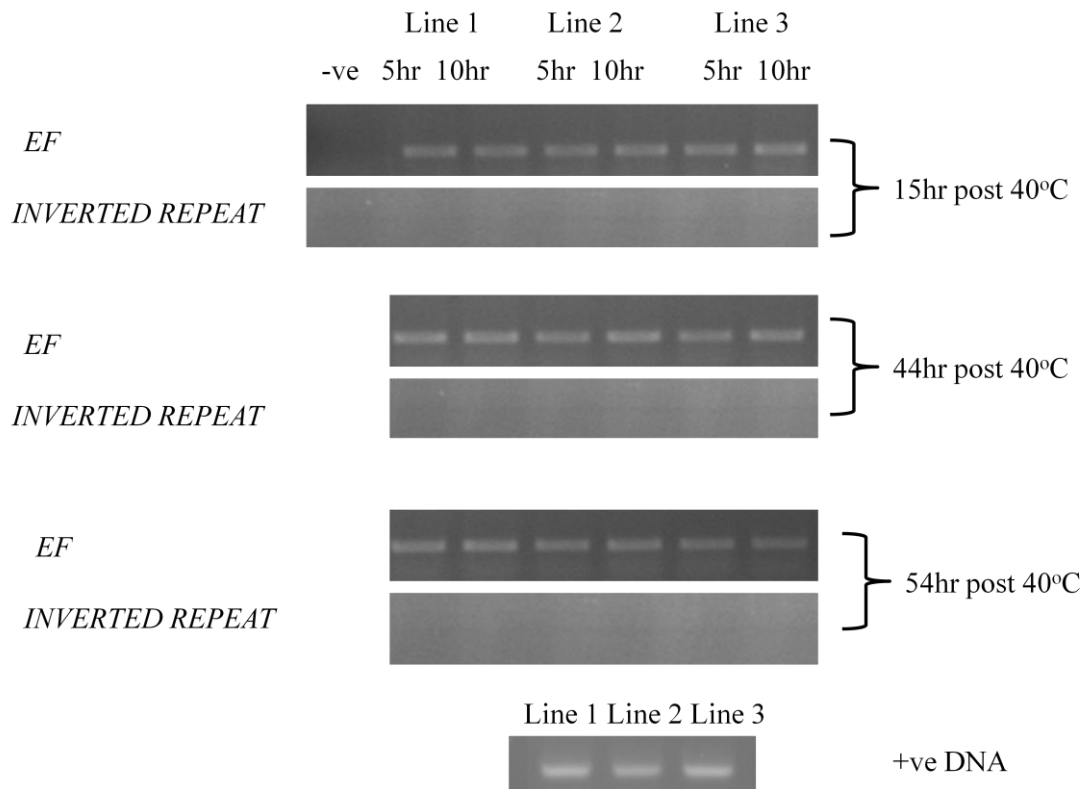 Line 1 Line 2 Line 3
-ve 5hr 10hr 5hr 10hr 5hr 10hr
EF
INVERTED REPEAT
15hr post 40°C
EF
INVERTED REPEAT
44hr post 40°C
EF
INVERTED REPEAT
54hr post 40°C
Line 1 Line 2 Line 3
+ve DNA